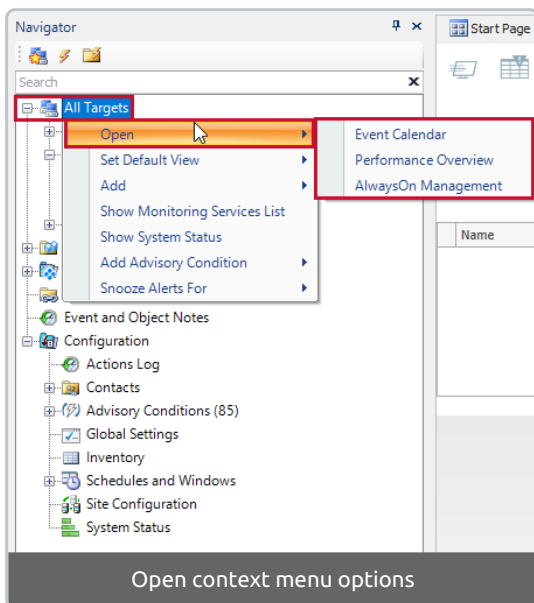 Navigator
Start Page
Search
All Targets
Open
Event Calendar
Set Default View
Performance Overview
Add
AlwaysOn Management
Show Monitoring Services List
Show System Status
Name
Add Advisory Condition
Snooze Alerts For
Event and Object Notes
Configuration
Actions Log
Contacts
Advisory Conditions (85)
Global Settings
Inventory
Schedules and Windows
Site Configuration
System Status
Open context menu options